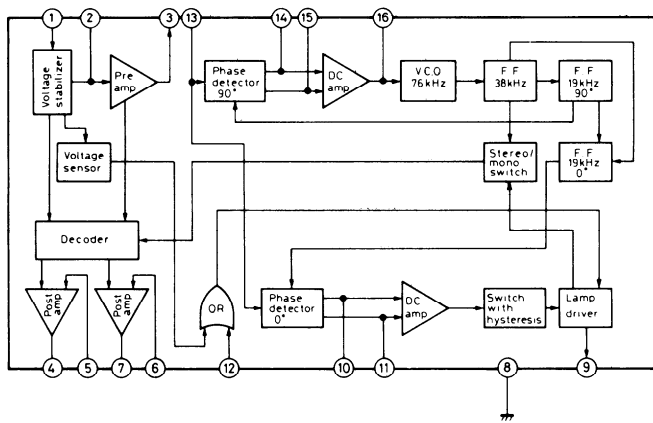 1
2
3
13
14
15
16
Voltage
stabilizer
Pre
amp
Phase
detector
90°
DC
amp
V.C.O
76kHz
F F
38kHz
F.F
19kHz
90°
Voltage
sensor
Stereo/
mono
switch
F.F
19kHz
0°
Decoder
Post
amp
Post
amp
OR
Phase
detector
0°
DC
amp
Switch
with
hysteresis
Lamp
driver
4
5
7
6
12
10
11
8
9